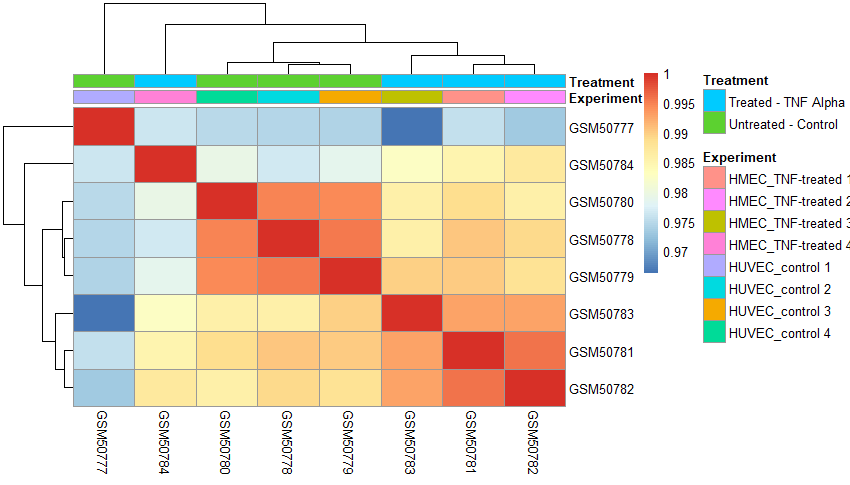 Treatment
Experiment
GSM50777
GSM50784
GSM50780
GSM50778
GSM50779
GSM50783
GSM50781
GSM50782
GSM50777
GSM50784
GSM50780
GSM50778
GSM50779
GSM50783
GSM50781
GSM50782
1
0.995
0.99
0.985
0.98
0.975
0.97
Treatment
Treated - TNF Alpha
Untreated - Control
Experiment
HMEC_TNF-treated 1
HMEC_TNF-treated 2
HMEC_TNF-treated 3
HMEC_TNF-treated 4
HUVEC_control 1
HUVEC_control 2
HUVEC_control 3
HUVEC_control 4